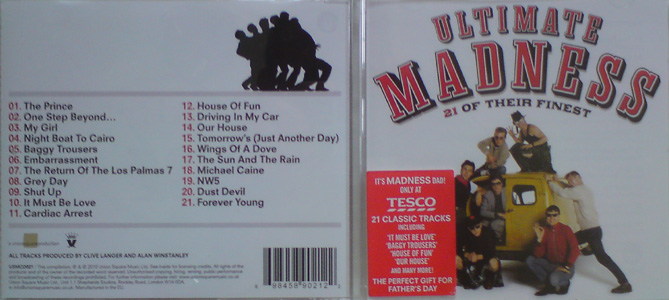 01. The Prince
02. One Step Beyond...
03. My Girl
04. Night Boat To Cairo
05. Baggy Trousers
06. Embarrassment
07. The Return Of The Los Palmas 7
08. Grey Day
09. Shut Up
10. It Must Be Love
11. Cardiac Arrest
12. House Of Fun
13. Driving In My Car
14. Our House
15. Tomorrow's (Just Another Day)
16. Wings Of A Dove
17. The Sun And The Rain
18. Michael Caine
19. NW5
20. Dust Devil
21. Forever Young
ALL TRACKS PRODUCED BY CLIVE LANGER AND ALAN WINSTANLEY
ULTIMATE
MADNESS
21 OF THEIR FINEST
IT'S MADNESS DAD!
ONLY AT
TESCO
21 CLASSIC TRACKS
INCLUDING
'IT MUST BE LOVE'
'BAGGY TROUSERS'
'HOUSE OF FUN'
'OUR HOUSE'
AND MANY MORE!
THE PERFECT GIFT FOR
FATHER'S DAY